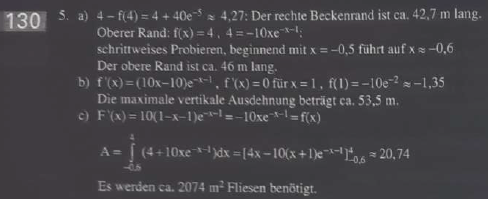 130 5. a) 4 – f(4) = 4 + 40e⁻⁵ ≈ 4,27: Der rechte Beckenrand ist ca. 42,7 m lang.
Oberer Rand: f(x) = 4 , 4 = –10xe⁻ˣ⁻¹;
schrittweises Probieren, beginnend mit x = –0,5 führt auf x ≈ –0,6
Der obere Rand ist ca. 46 m lang.
b) f'(x) = (10x–10)e⁻ˣ⁻¹ , f'(x) = 0 für x = 1 , f(1) = –10e⁻² ≈ –1,35
Die maximale vertikale Ausdehnung beträgt ca. 53,5 m.
c) F'(x) = 10(1–x–1)e⁻ˣ⁻¹ = –10xe⁻ˣ⁻¹ = f(x)
A = ∫₋₀,₆⁴ (4+10xe⁻ˣ⁻¹)dx = [4x – 10(x+1)e⁻ˣ⁻¹]⁴₋₀,₆ ≈ 20,74
Es werden ca. 2074 m² Fliesen benötigt.